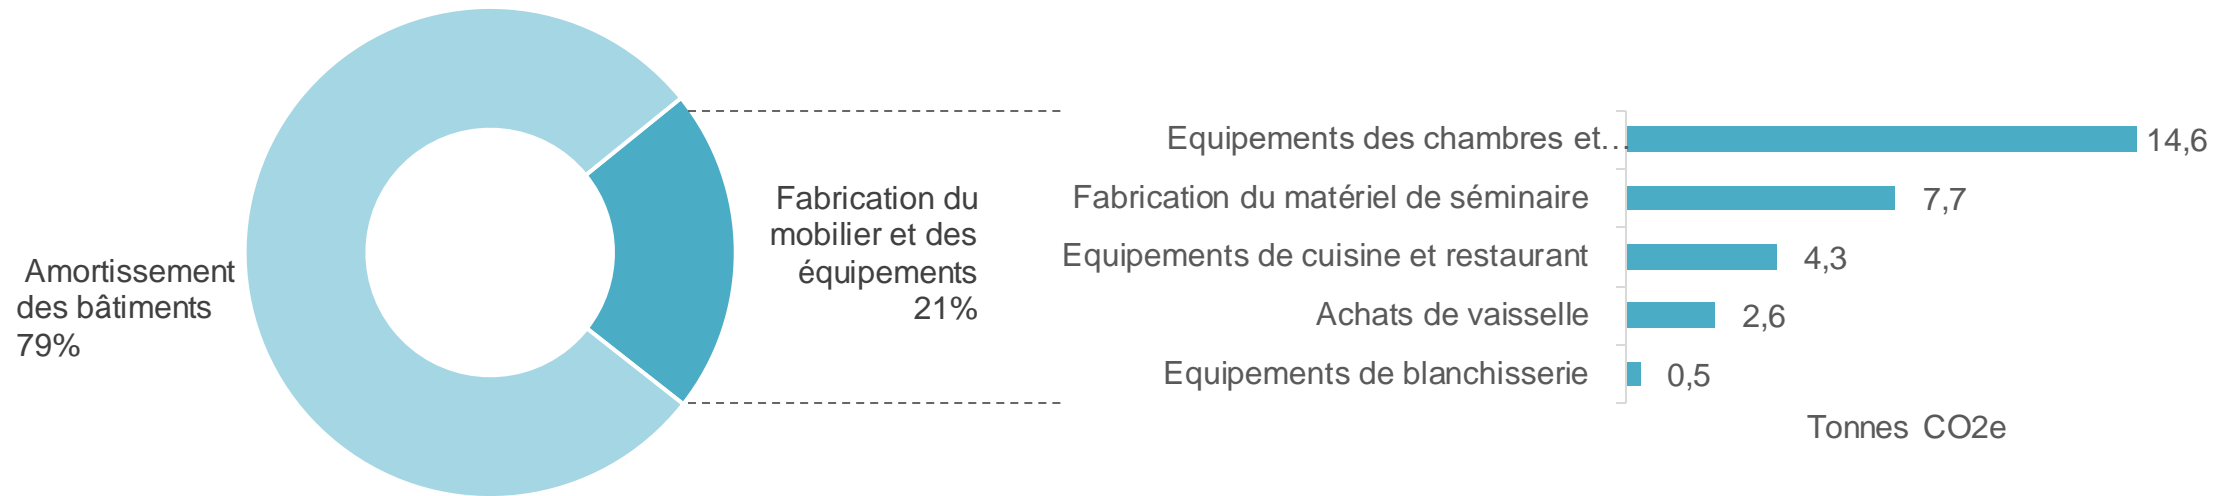 Amortissement
des bâtiments
79%
Fabrication du
mobilier et des
équipements
21%
Equipements des chambres et…
14,6
Fabrication du matériel de séminaire
7,7
Equipements de cuisine et restaurant
4,3
Achats de vaisselle
2,6
Equipements de blanchisserie
0,5
Tonnes CO2e